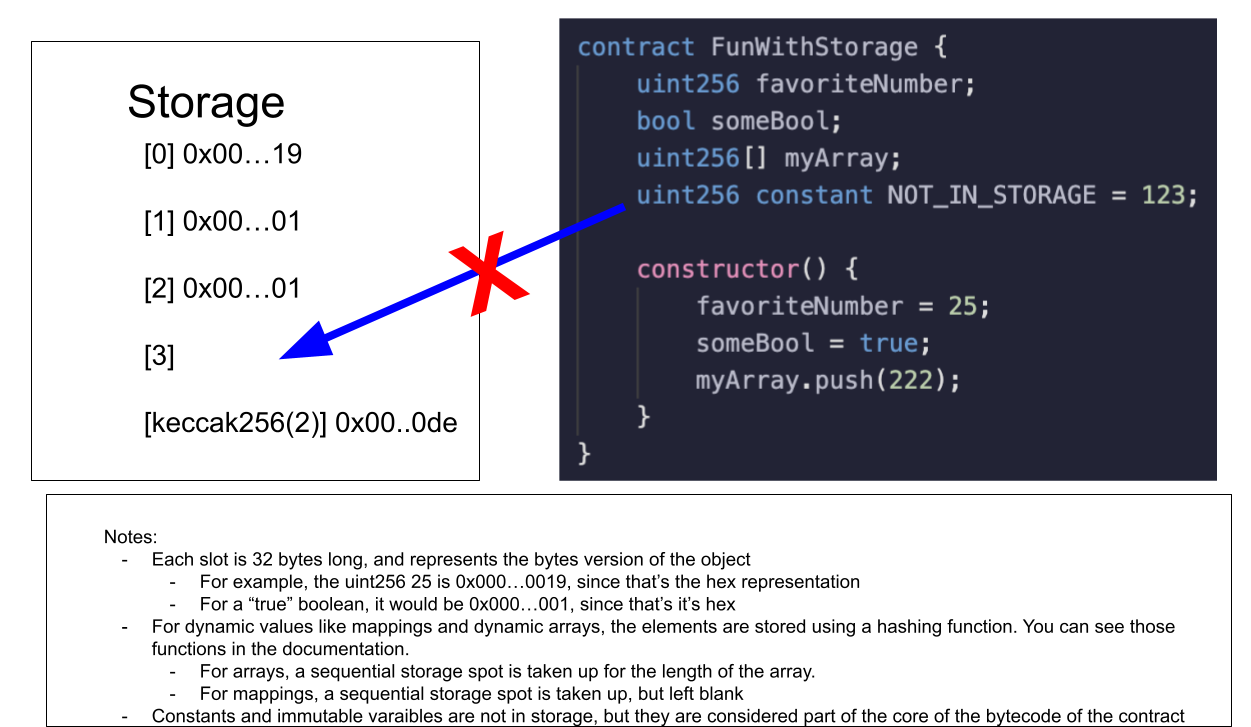 Storage
[0] 0x00…19
[1] 0x00…01
[2] 0x00…01
[3]
[keccak256(2)] 0x00..0de
X
contract FunWithStorage {
uint256 favoriteNumber;
bool someBool;
uint256[] myArray;
uint256 constant NOT_IN_STORAGE = 123;
constructor() {
favoriteNumber = 25;
someBool = true;
myArray.push(222);
}
}
Notes:
- Each slot is 32 bytes long, and represents the bytes version of the object
- For example, the uint256 25 is 0x000…0019, since that’s the hex representation
- For a “true” boolean, it would be 0x000…001, since that’s it’s hex
- For dynamic values like mappings and dynamic arrays, the elements are stored using a hashing function. You can see those
functions in the documentation.
- For arrays, a sequential storage spot is taken up for the length of the array.
- For mappings, a sequential storage spot is taken up, but left blank
- Constants and immutable varaibles are not in storage, but they are considered part of the core of the bytecode of the contract